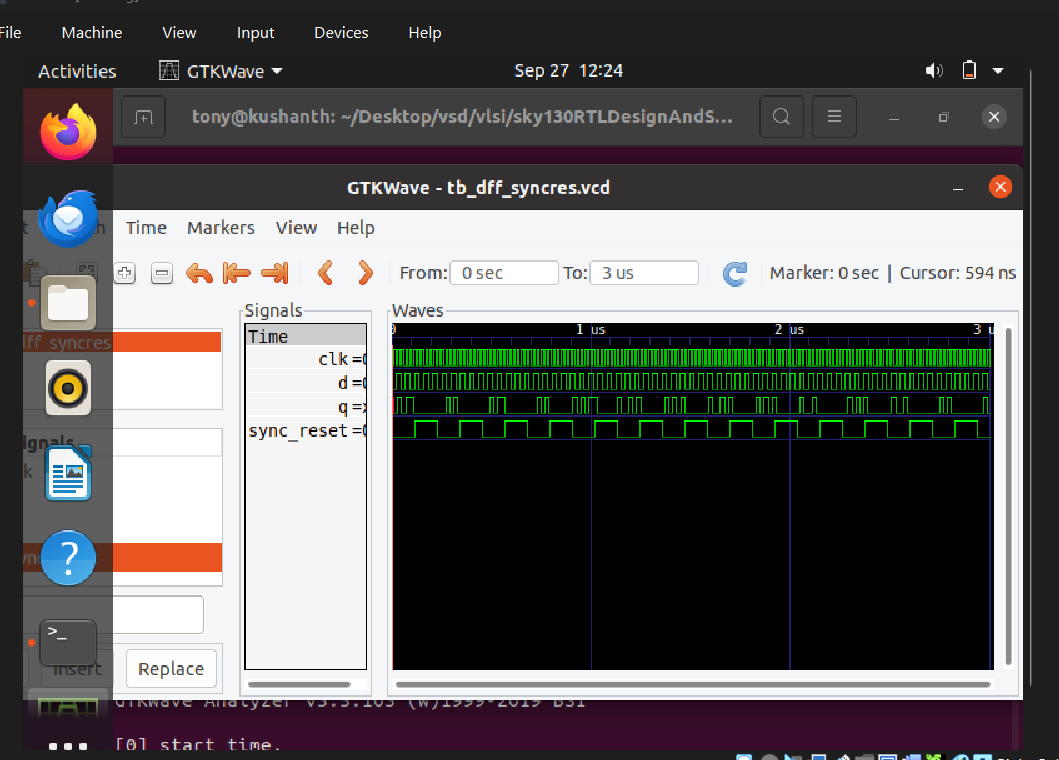 File Machine View Input Devices Help
Activities GTKWave Sep 27 12:24
tony@kushanth: ~/Desktop/vsd/vlsi/sky130RTLDesignAndS...
GTKWave - tb_dff_syncres.vcd
Time Markers View Help
From: 0 sec To: 3 us Marker: 0 sec | Cursor: 594 ns
Signals Waves
Time 0 1 us 2 us 3 u
dff_syncres
clk =0
d =0
q =x
sync_reset =0
ignals
k
Insert Replace
GTKWave Analyzer v3.3.103 (w)1999-2019 BSI
[0] start time.